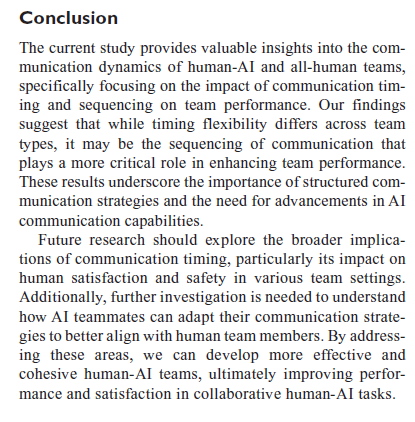 Conclusion
The current study provides valuable insights into the com-
munication dynamics of human-AI and all-human teams,
specifically focusing on the impact of communication tim-
ing and sequencing on team performance. Our findings
suggest that while timing flexibility differs across team
types, it may be the sequencing of communication that
plays a more critical role in enhancing team performance.
These results underscore the importance of structured com-
munication strategies and the need for advancements in AI
communication capabilities.
Future research should explore the broader implica-
tions of communication timing, particularly its impact on
human satisfaction and safety in various team settings.
Additionally, further investigation is needed to understand
how AI teammates can adapt their communication strate-
gies to better align with human team members. By address-
ing these areas, we can develop more effective and
cohesive human-AI teams, ultimately improving perfor-
mance and satisfaction in collaborative human-AI tasks.